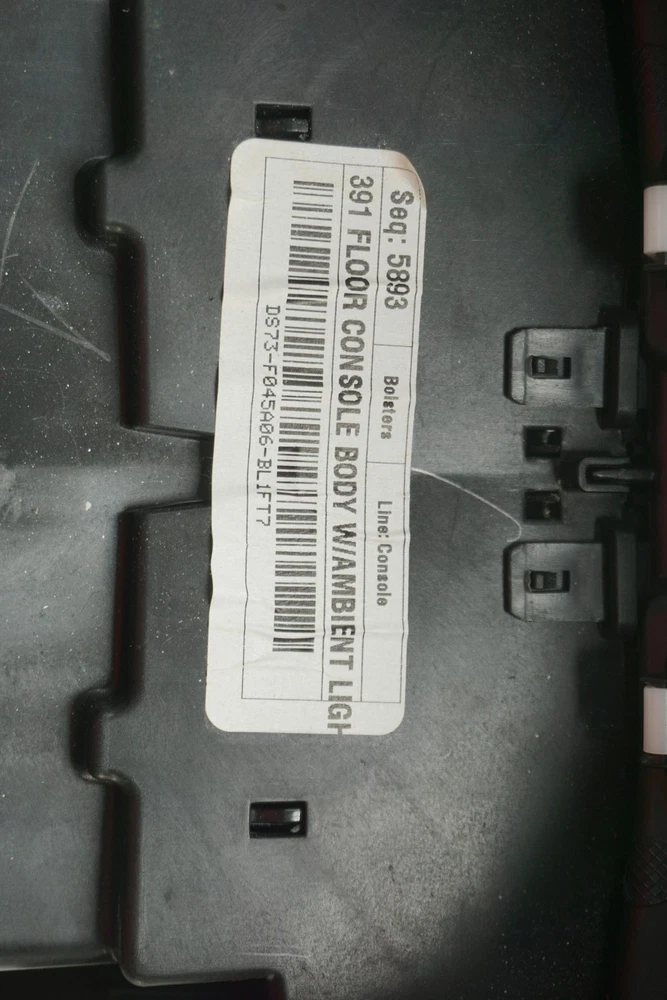 Seq: 5893 Bolsters Line: Console
391 FLOOR CONSOLE BODY W/AMBIENT LIGH
DS73-F045A06-BL1FT7